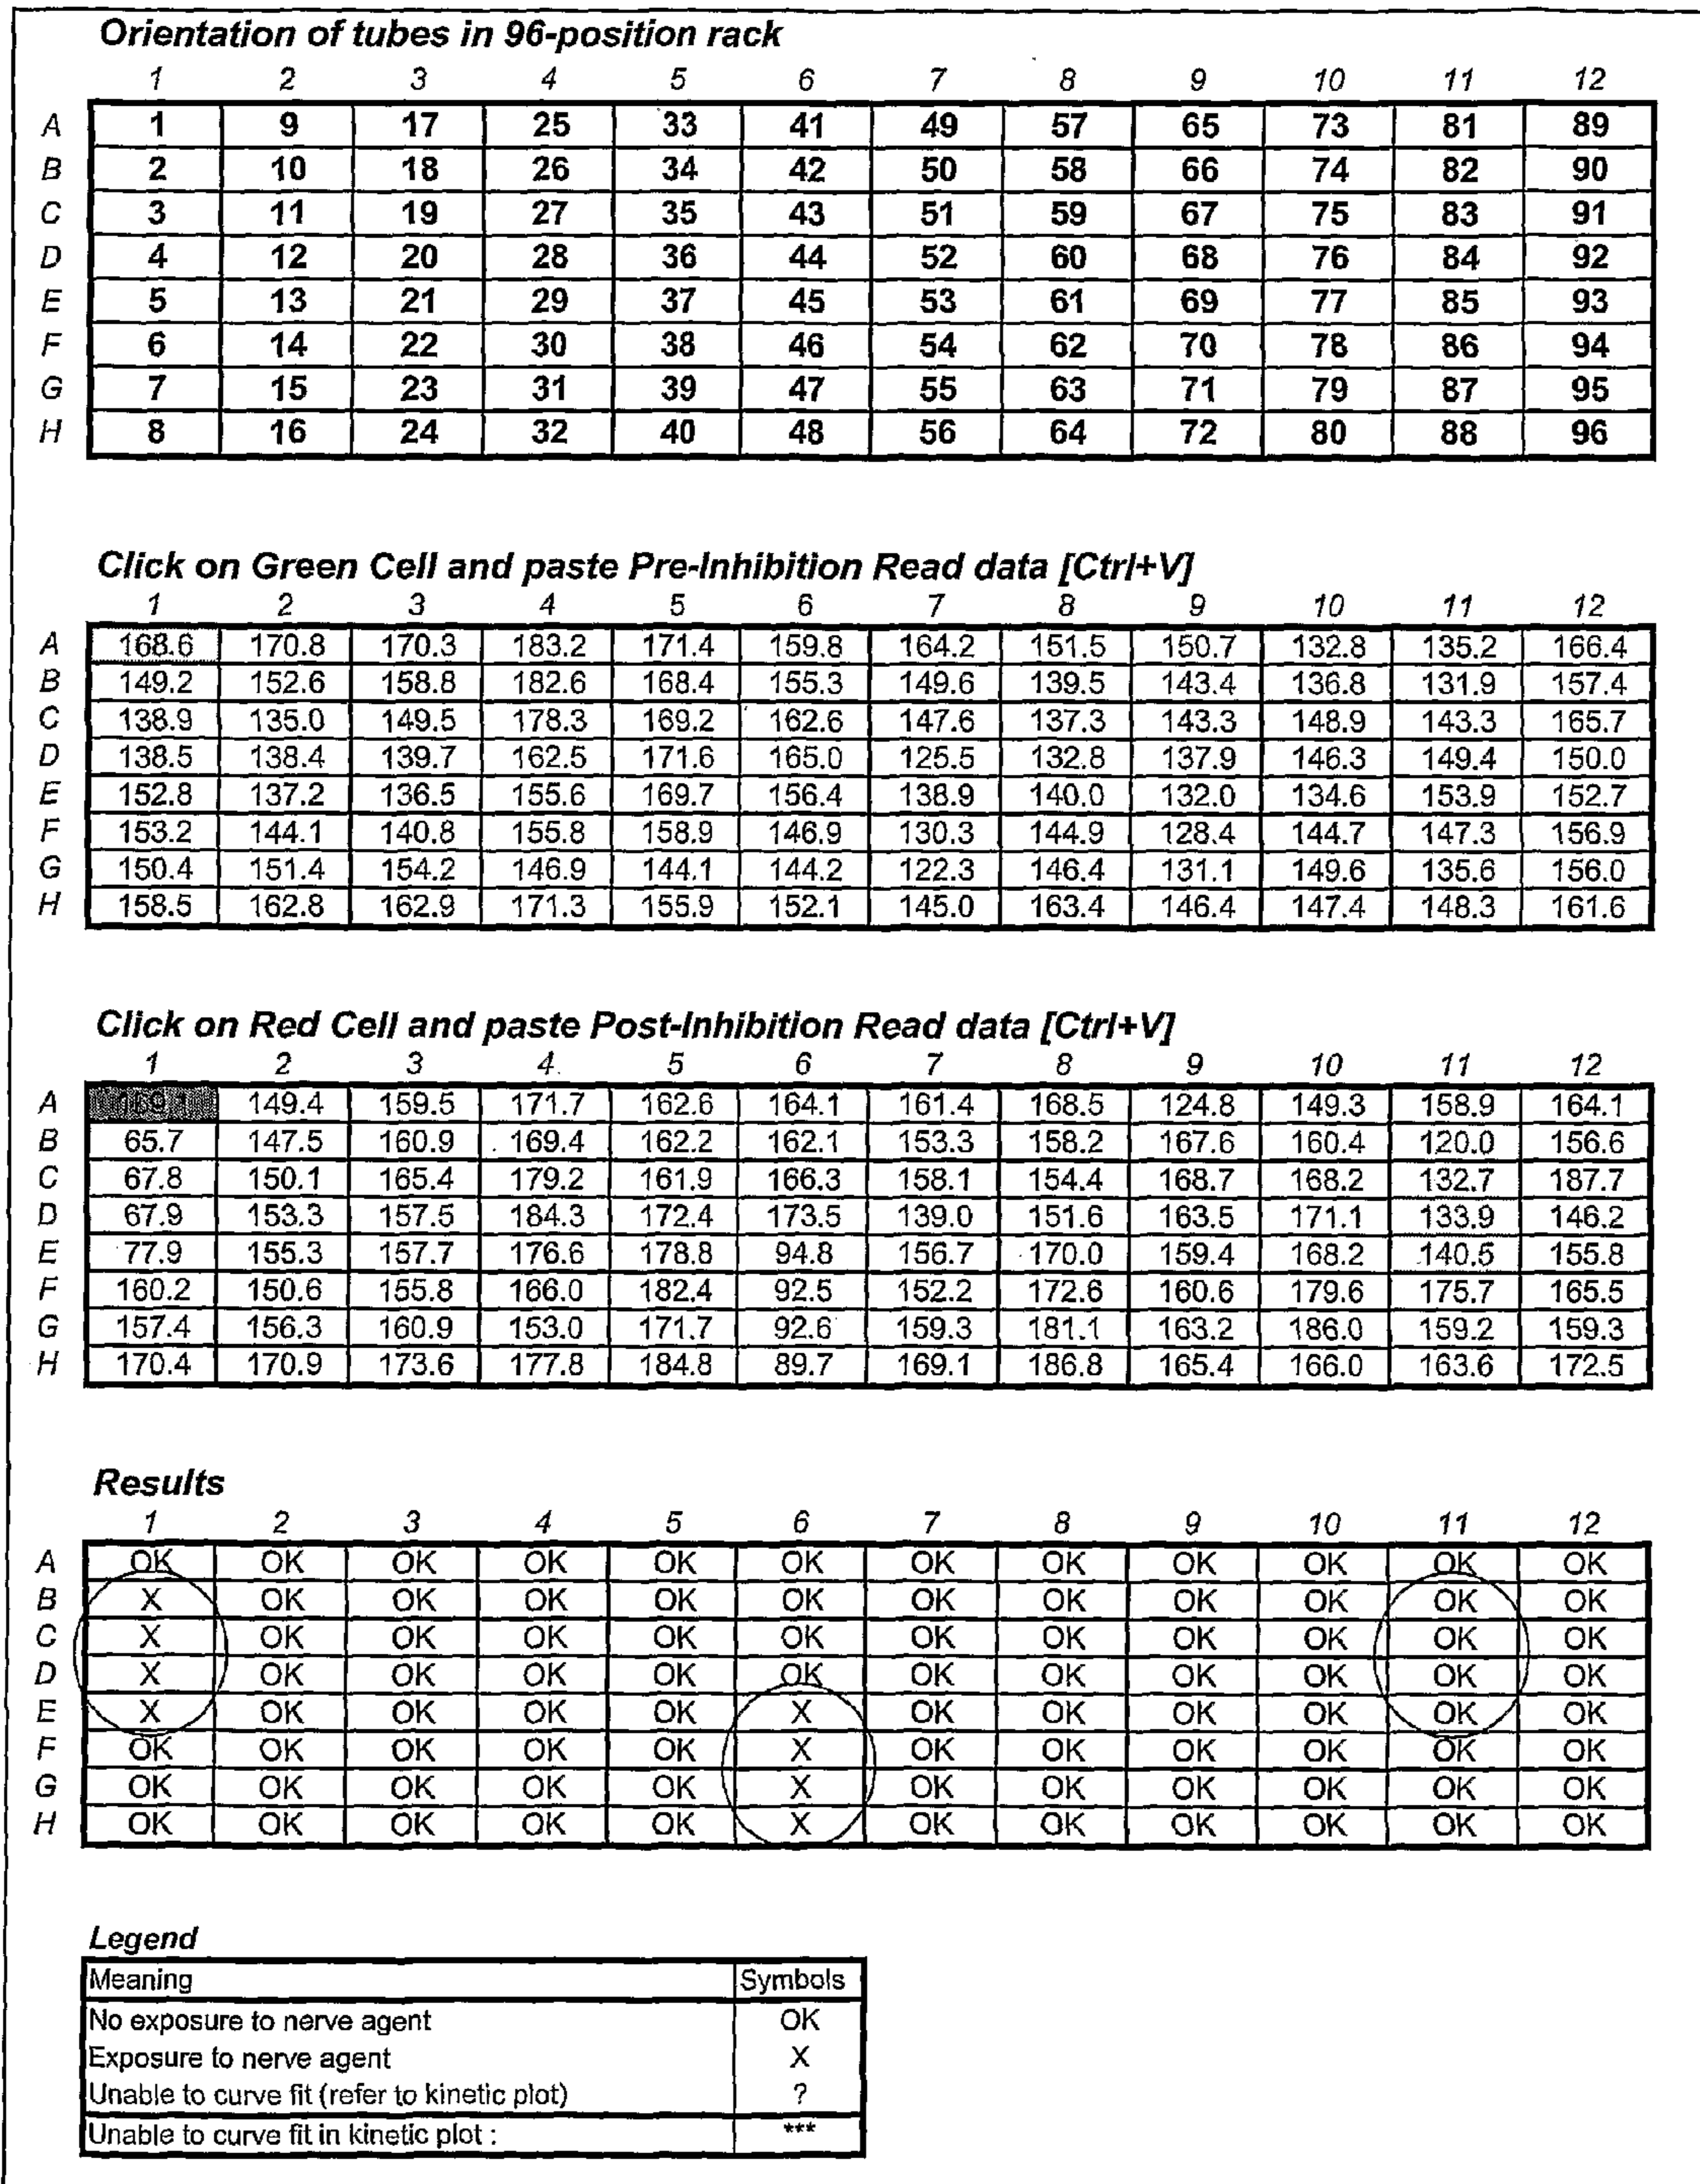 Orientation of tubes in 96-position rack
1 2 3 4 5 6 7 8 9 10 11 12
A 1 9 17 25 33 41 49 57 65 73 81 89
B 2 10 18 26 34 42 50 58 66 74 82 90
C 3 11 19 27 35 43 51 59 67 75 83 91
D 4 12 20 28 36 44 52 60 68 76 84 92
E 5 13 21 29 37 45 53 61 69 77 85 93
F 6 14 22 30 38 46 54 62 70 78 86 94
G 7 15 23 31 39 47 55 63 71 79 87 95
H 8 16 24 32 40 48 56 64 72 80 88 96
Click on Green Cell and paste Pre-Inhibition Read data [Ctrl+V]
1 2 3 4 5 6 7 8 9 10 11 12
A 168.6 170.8 170.3 183.2 171.4 159.8 164.2 151.5 150.7 132.8 135.2 166.4
B 149.2 152.6 158.8 182.6 168.4 155.3 149.6 139.5 143.4 136.8 131.9 157.4
C 138.9 135.0 149.5 178.3 169.2 162.6 147.6 137.3 143.3 148.9 143.3 165.7
D 138.5 138.4 139.7 162.5 171.6 165.0 125.5 132.8 137.9 146.3 149.4 150.0
E 152.8 137.2 136.5 155.6 169.7 156.4 138.9 140.0 132.0 134.6 153.9 152.7
F 153.2 144.1 140.8 155.8 158.9 146.9 130.3 144.9 128.4 144.7 147.3 156.9
G 150.4 151.4 154.2 146.9 144.1 144.2 122.3 146.4 131.1 149.6 135.6 156.0
H 158.5 162.8 162.9 171.3 155.9 152.1 145.0 163.4 146.4 147.4 148.3 161.6
Click on Red Cell and paste Post-Inhibition Read data [Ctrl+V]
1 2 3 4 5 6 7 8 9 10 11 12
A 149.4 159.5 171.7 162.6 164.1 161.4 168.5 124.8 149.3 158.9 164.1
B 65.7 147.5 160.9 169.4 162.2 162.1 153.3 158.2 167.6 160.4 120.0 156.6
C 67.8 150.1 165.4 179.2 161.9 166.3 158.1 154.4 168.7 168.2 132.7 187.7
D 67.9 153.3 157.5 184.3 172.4 173.5 139.0 151.6 163.5 171.1 133.9 146.2
E 77.9 155.3 157.7 176.6 178.8 94.8 156.7 170.0 159.4 168.2 140.5 155.8
F 160.2 150.6 155.8 166.0 182.4 92.5 152.2 172.6 160.6 179.6 175.7 165.5
G 157.4 156.3 160.9 153.0 171.7 92.6 159.3 181.1 163.2 186.0 159.2 159.3
H 170.4 170.9 173.6 177.8 184.8 89.7 169.1 186.8 165.4 166.0 163.6 172.5
Results
1 2 3 4 5 6 7 8 9 10 11 12
A OK OK OK OK OK OK OK OK OK OK OK OK
B X OK OK OK OK OK OK OK OK OK OK OK
C X OK OK OK OK OK OK OK OK OK OK OK
D X OK OK OK OK OK OK OK OK OK OK OK
E X OK OK OK OK X OK OK OK OK OK OK
F OK OK OK OK OK X OK OK OK OK OK OK
G OK OK OK OK OK X OK OK OK OK OK OK
H OK OK OK OK OK X OK OK OK OK OK OK
Legend
Meaning Symbols
No exposure to nerve agent OK
Exposure to nerve agent X
Unable to curve fit (refer to kinetic plot) ?
Unable to curve fit in kinetic plot : ***